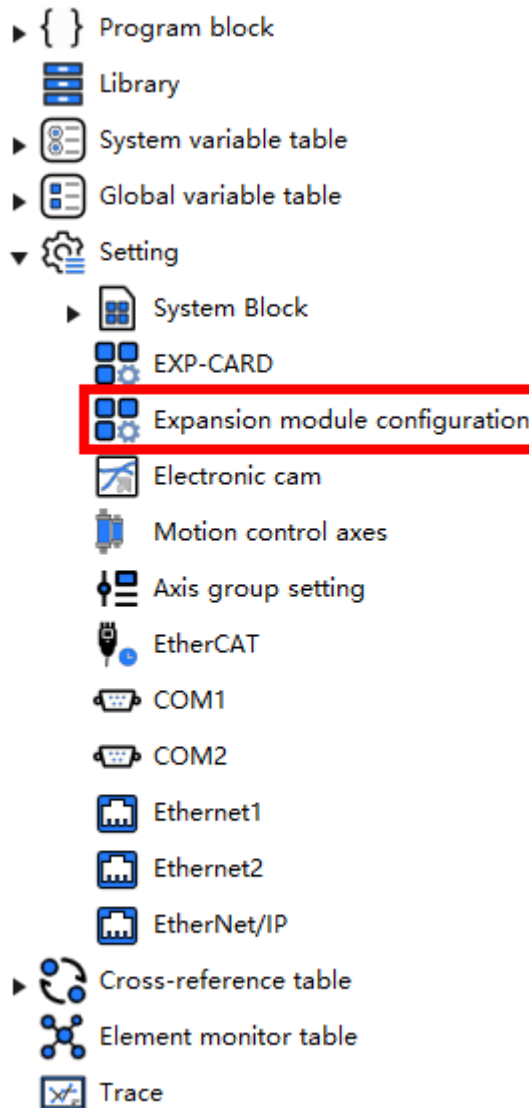 Program block
Library
System variable table
Global variable table
Setting
System Block
EXP-CARD
Expansion module configuration
Electronic cam
Motion control axes
Axis group setting
EtherCAT
COM1
COM2
Ethernet1
Ethernet2
EtherNet/IP
Cross-reference table
Element monitor table
Trace